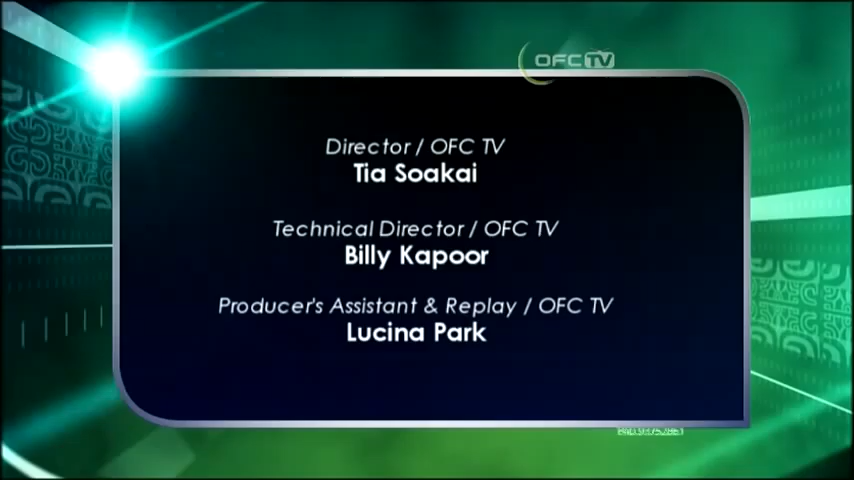 OFC TV
Director / OFC TV
Tia Soakai
Technical Director / OFC TV
Billy Kapoor
Producer's Assistant & Replay / OFC TV
Lucina Park